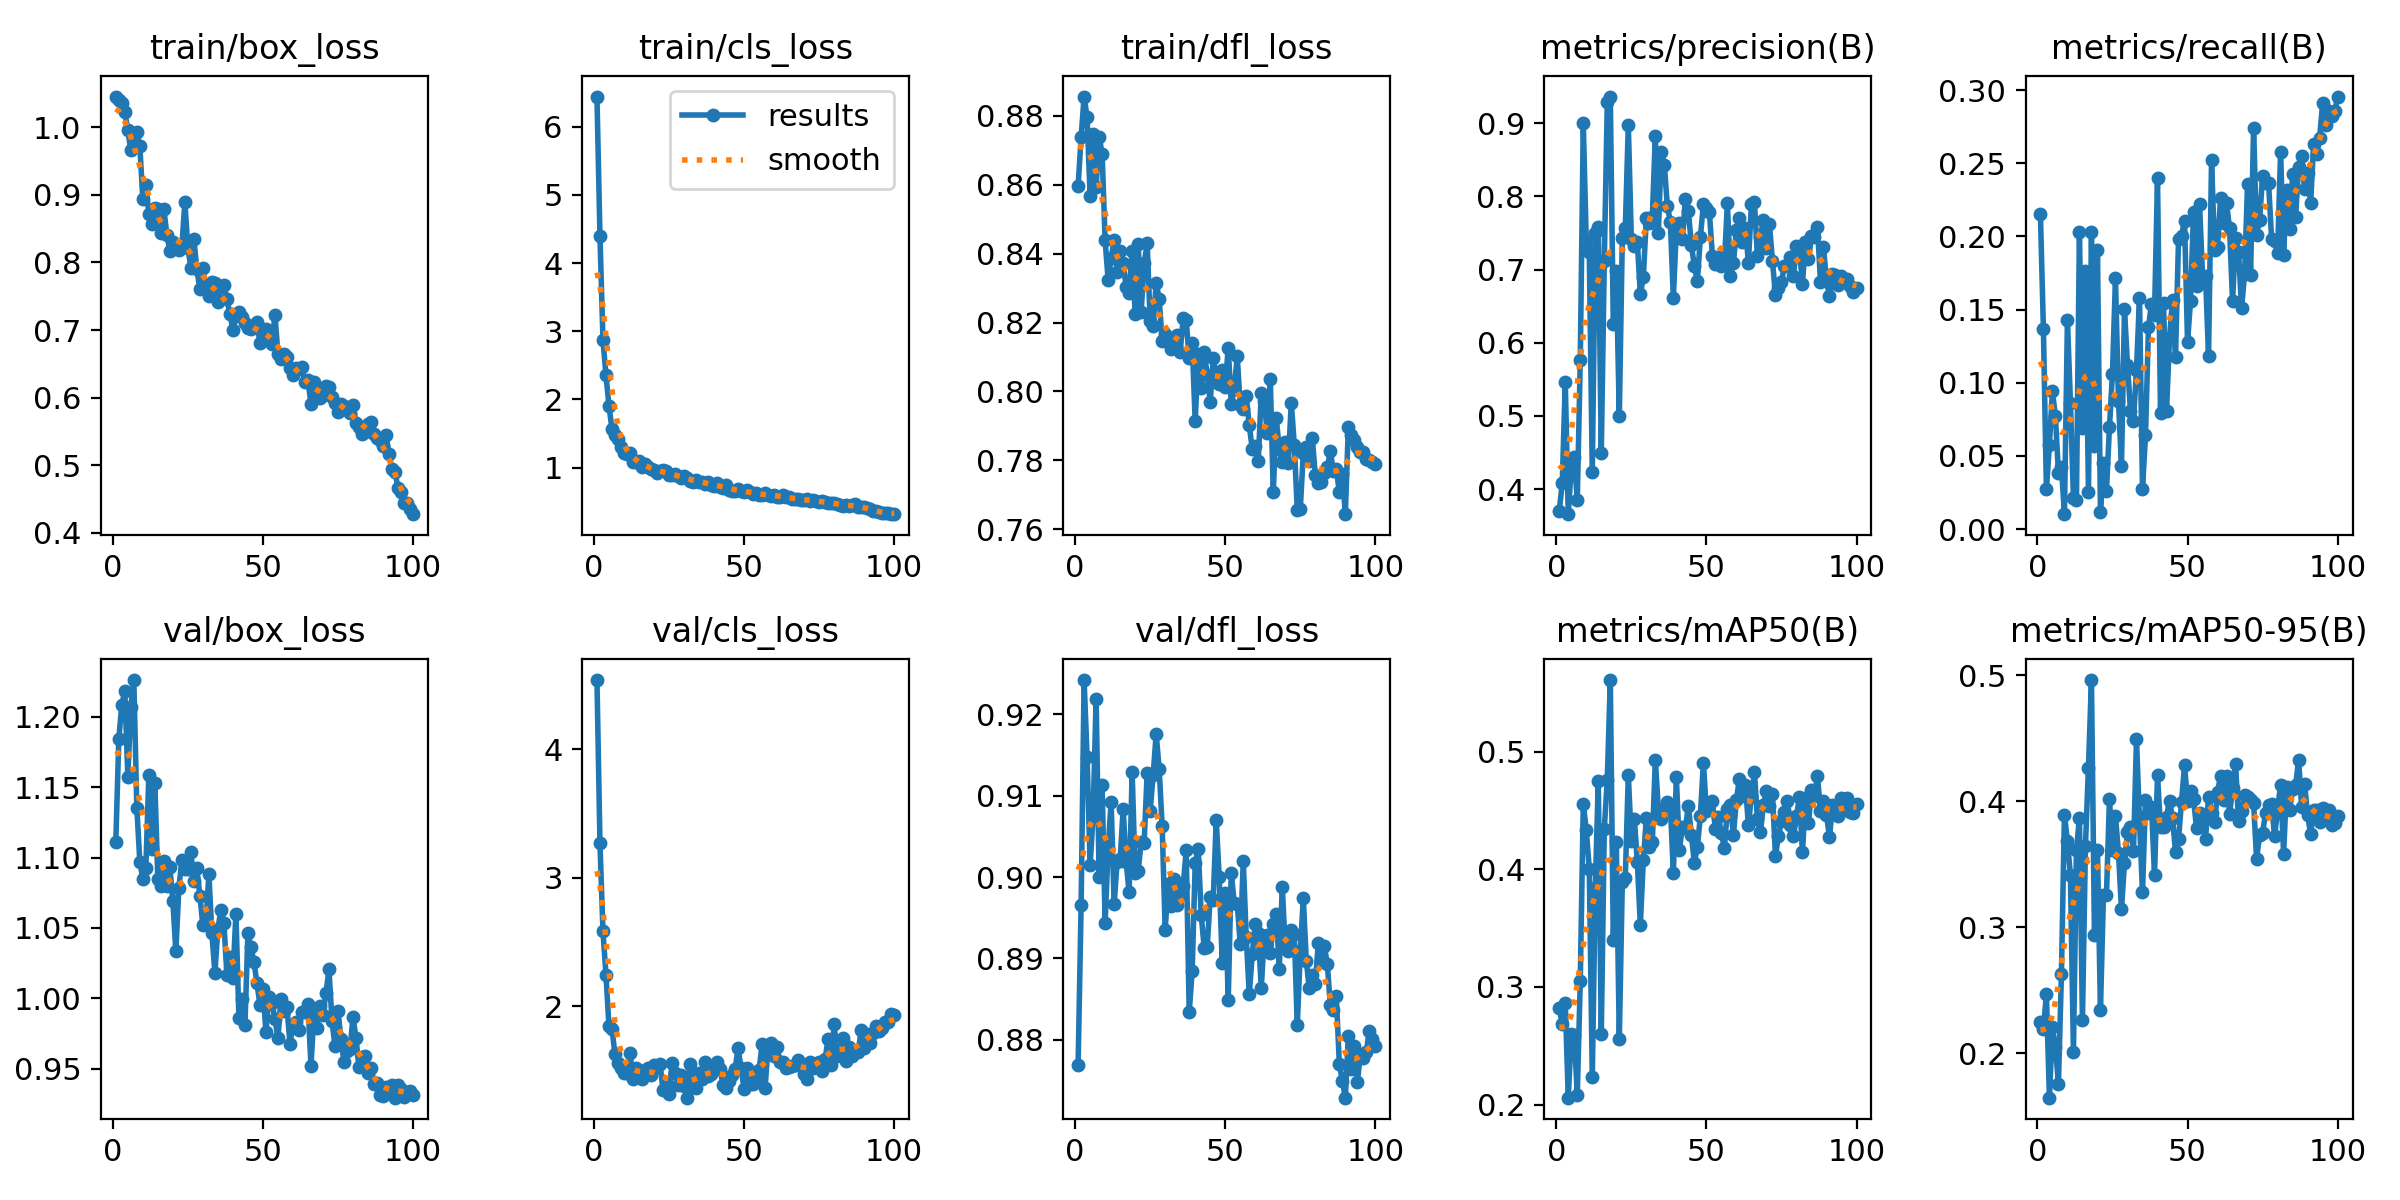 train/box_loss
1.0
0.9
0.8
0.7
0.6
0.5
0.4
0 50 100
train/cls_loss
results
smooth
6
5
4
3
2
1
0 50 100
train/dfl_loss
0.88
0.86
0.84
0.82
0.80
0.78
0.76
0 50 100
metrics/precision(B)
0.9
0.8
0.7
0.6
0.5
0.4
0 50 100
metrics/recall(B)
0.30
0.25
0.20
0.15
0.10
0.05
0.00
0 50 100
val/box_loss
1.20
1.15
1.10
1.05
1.00
0.95
0 50 100
val/cls_loss
4
3
2
0 50 100
val/dfl_loss
0.92
0.91
0.90
0.89
0.88
0 50 100
metrics/mAP50(B)
0.5
0.4
0.3
0.2
0 50 100
metrics/mAP50-95(B)
0.5
0.4
0.3
0.2
0 50 100